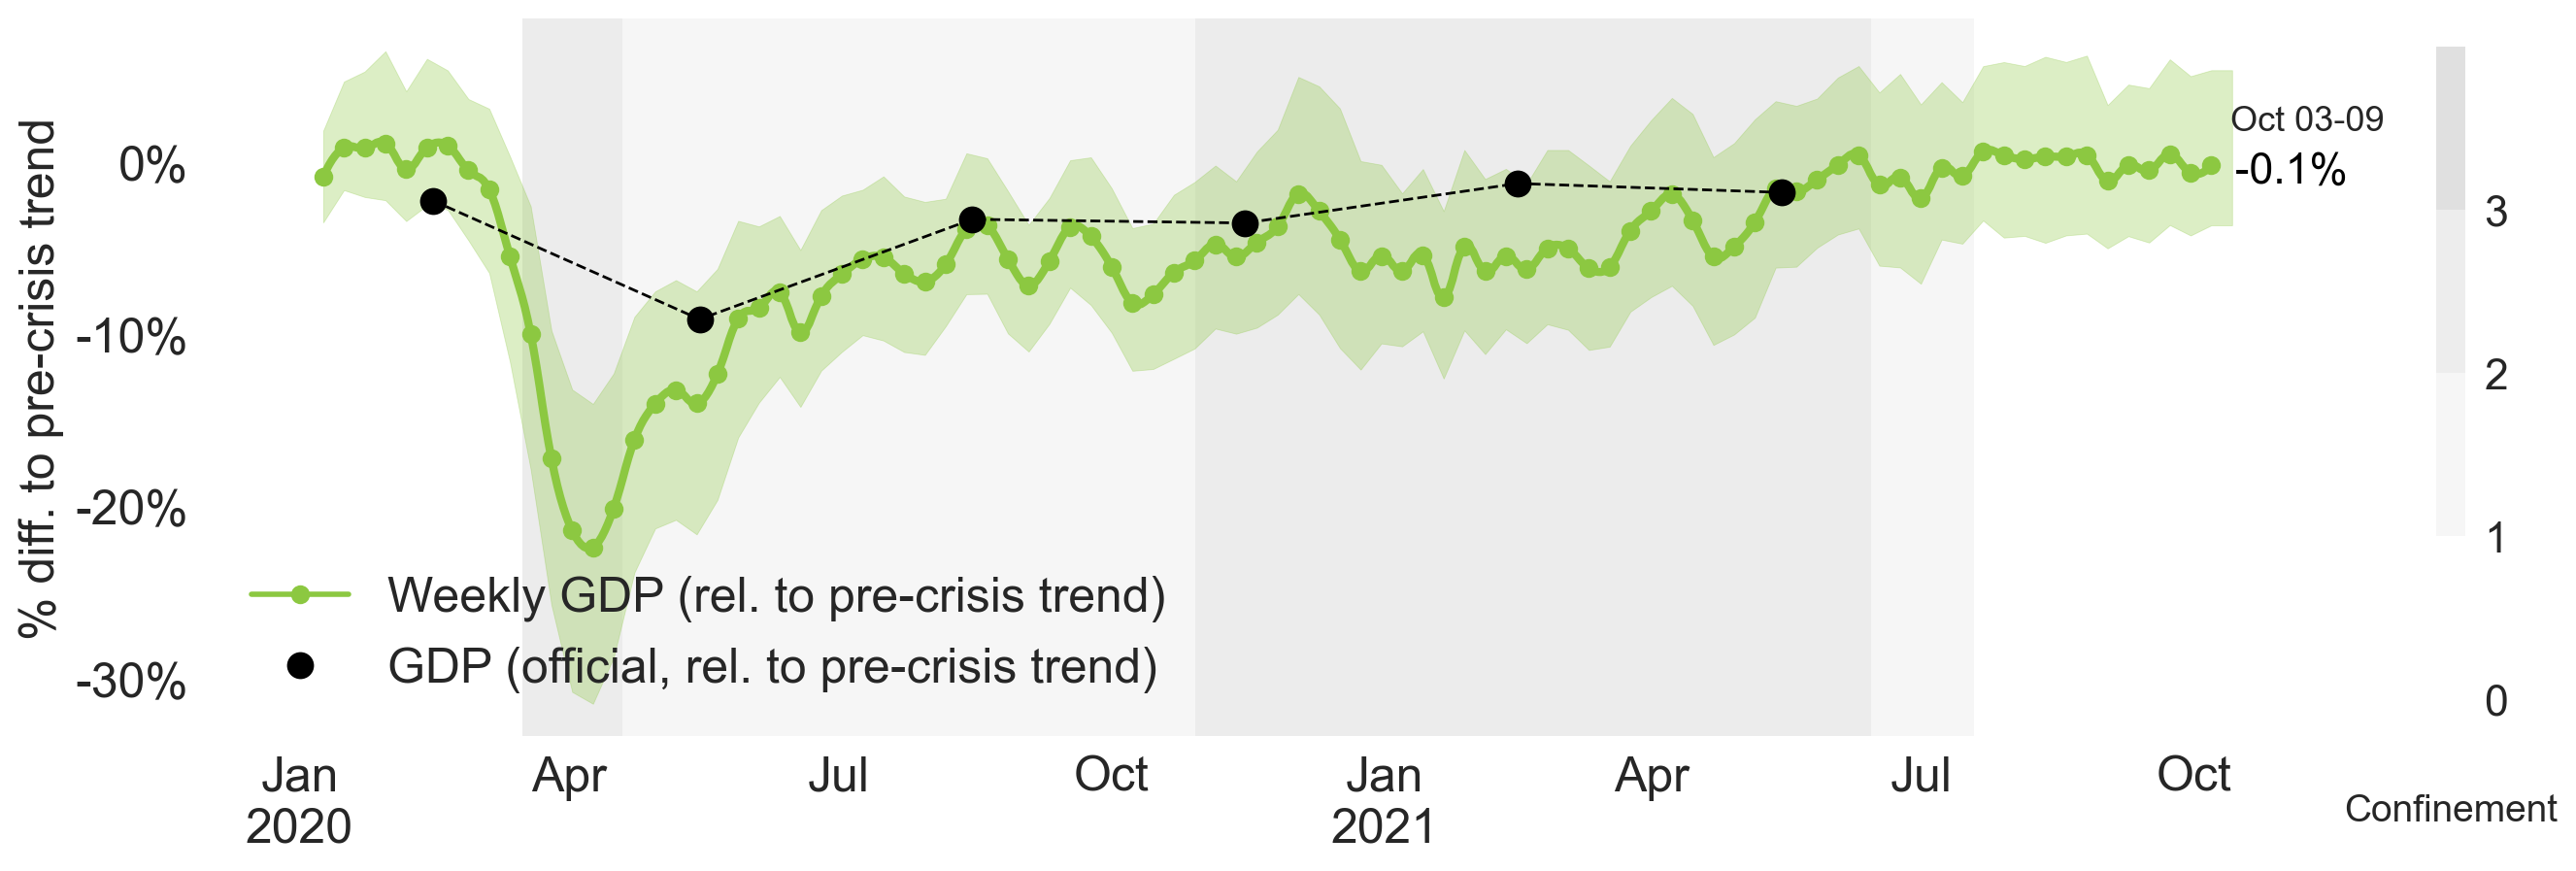 % diff. to pre-crisis trend
0%
-10%
-20%
-30%
Oct 03-09
-0.1%
Weekly GDP (rel. to pre-crisis trend)
GDP (official, rel. to pre-crisis trend)
Jan
2020
Apr
Jul
Oct
Jan
2021
Apr
Jul
Oct
3
2
1
0
Confinement